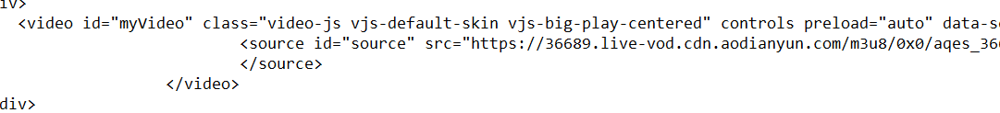 iv>
<video id="myVideo" class="video-js vjs-default-skin vjs-big-play-centered" controls preload="auto" data-s
<source id="source" src="https://36689.live-vod.cdn.aodianyun.com/m3u8/0x0/aqes_36
</source>
</video>
div>